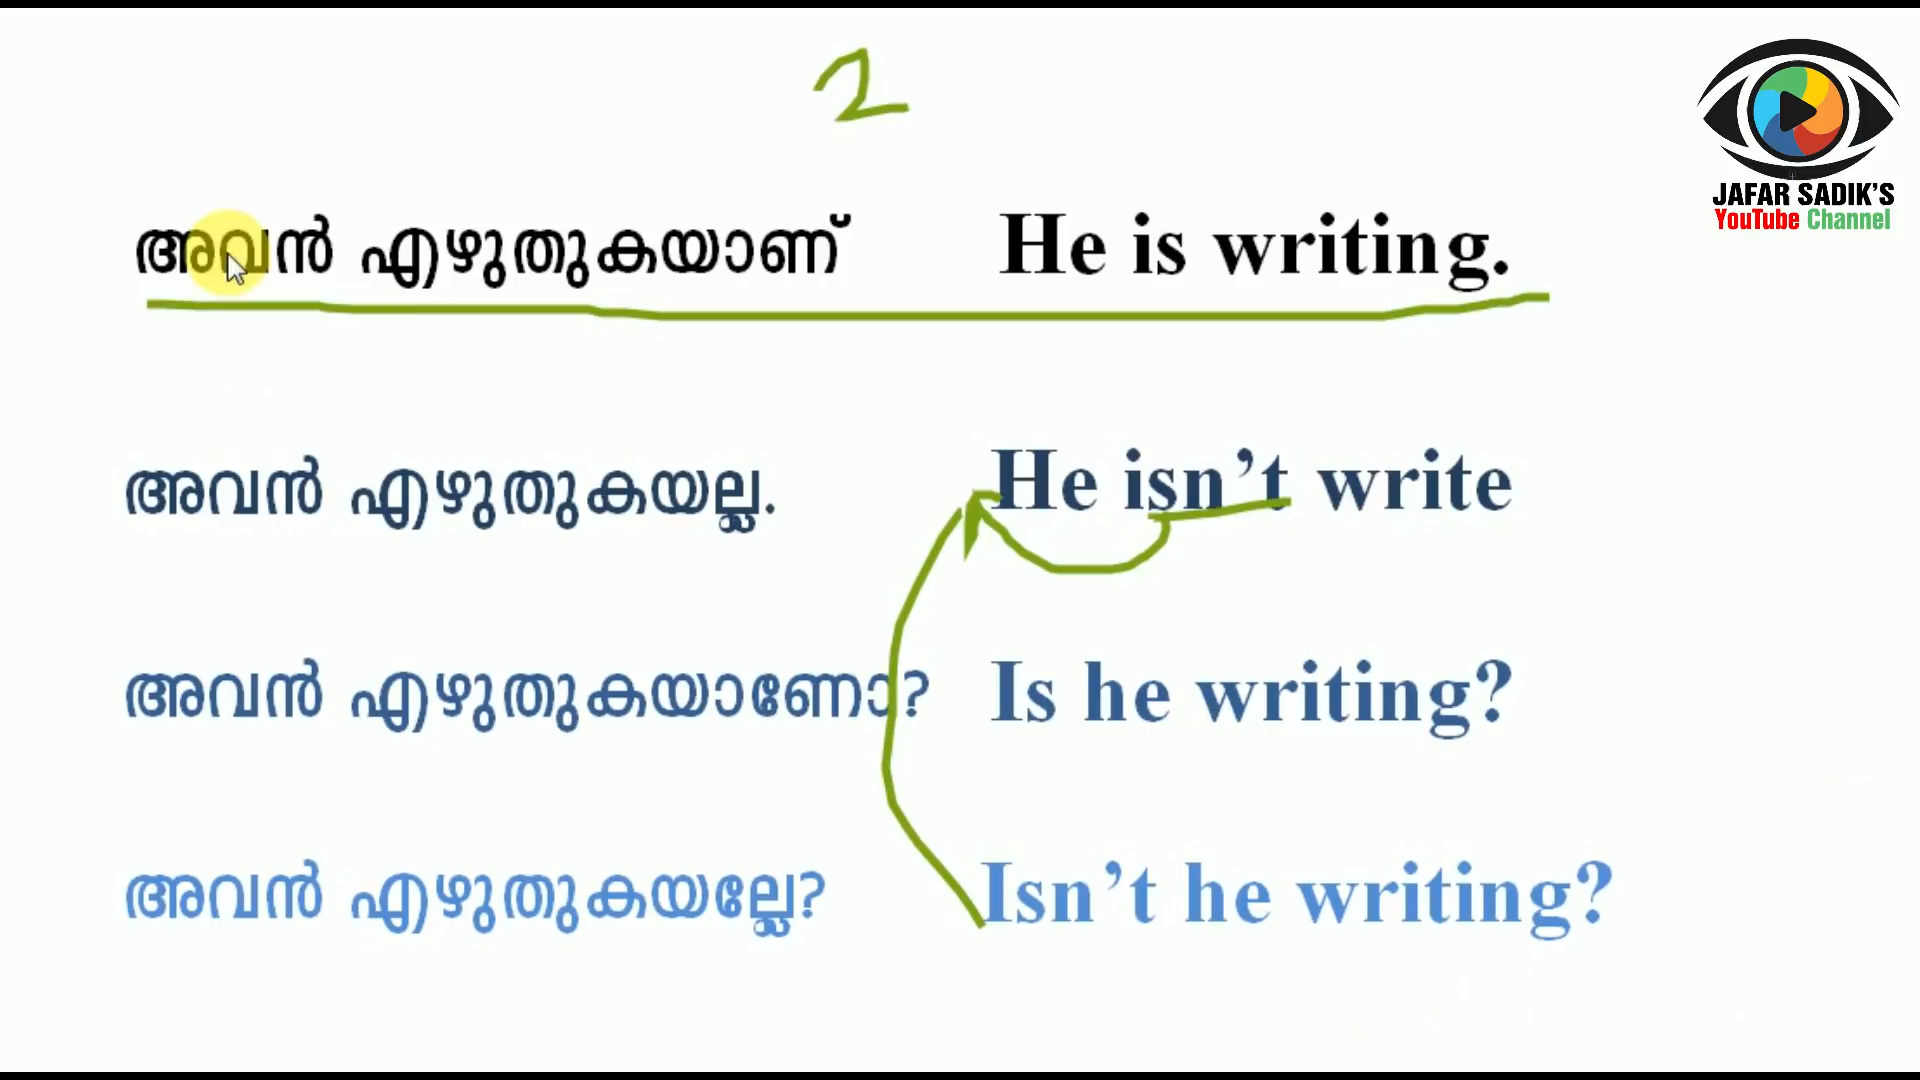 2
JAFAR SADIK'S
YouTube Channel
അവൻ എഴുതുകയാണ് He is writing.
അവൻ എഴുതുകയല്ല. He isn’t write
അവൻ എഴുതുകയാണോ? Is he writing?
അവൻ എഴുതുകയല്ലേ? Isn’t he writing?